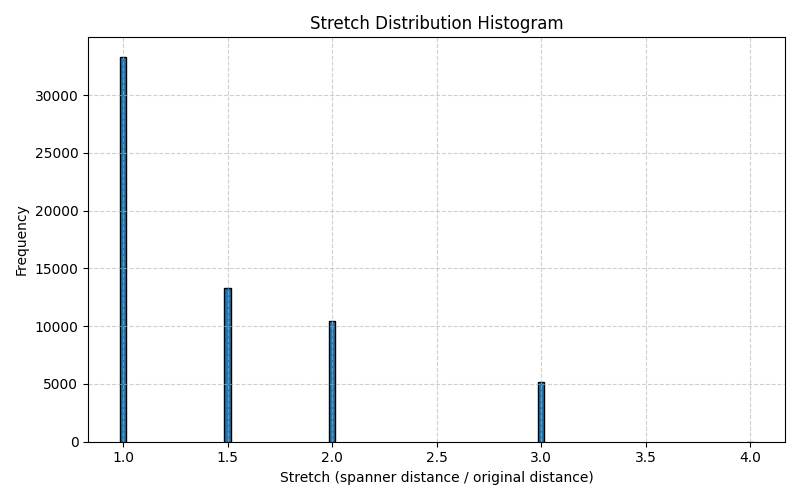 Stretch Distribution Histogram
Frequency
30000
25000
20000
15000
10000
5000
0
1.0 1.5 2.0 2.5 3.0 3.5 4.0
Stretch (spanner distance / original distance)